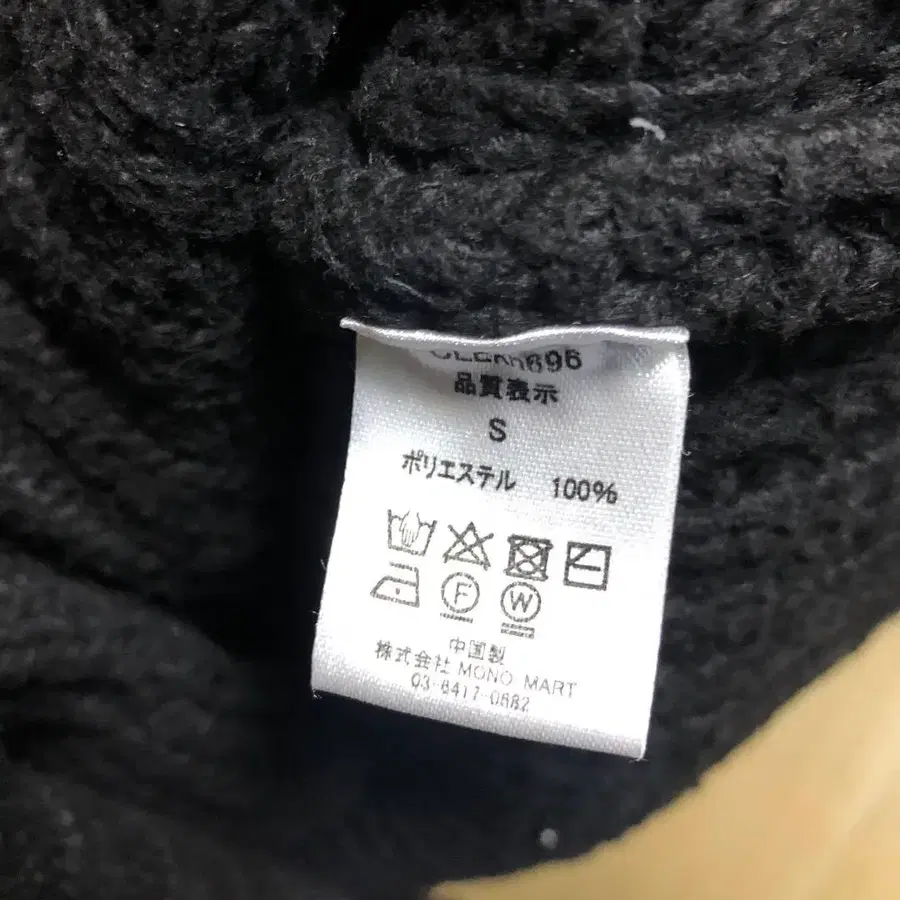 品質表示
S
ポリエステル 100%
F W
中国製
株式会社 MONO MART
03-6417-0882